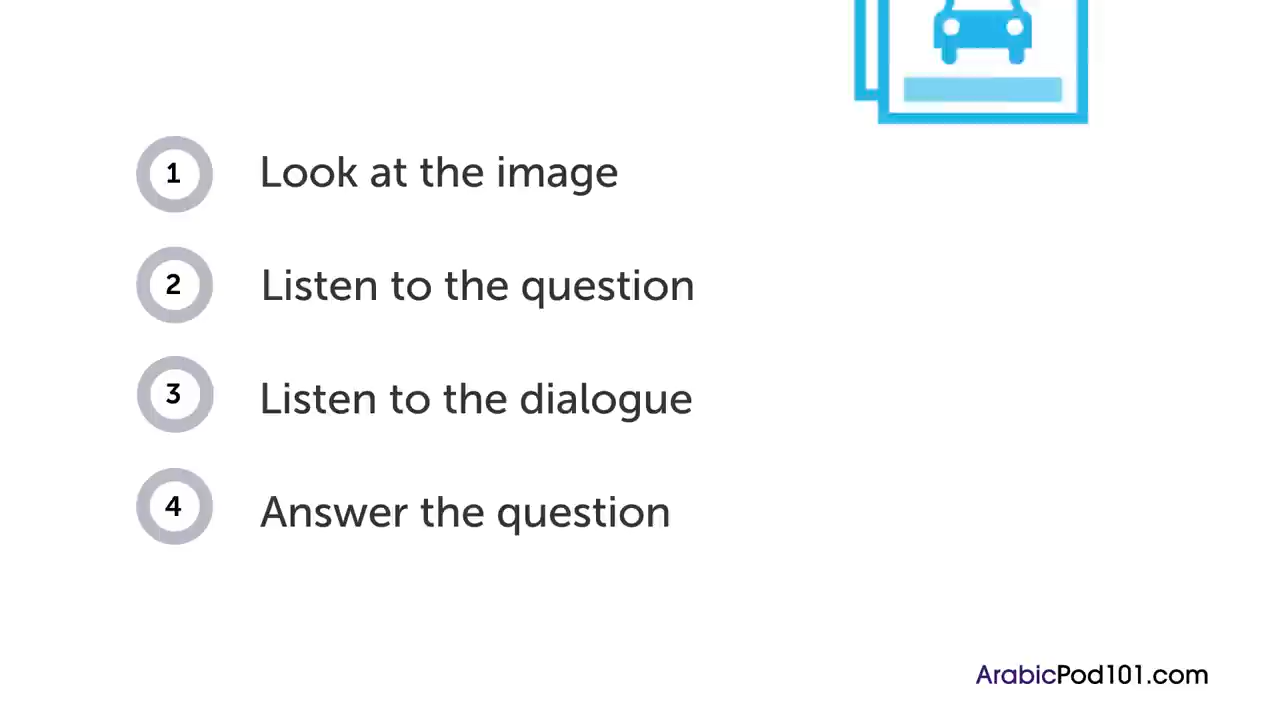 1 Look at the image
2 Listen to the question
3 Listen to the dialogue
4 Answer the question
ArabicPod101.com